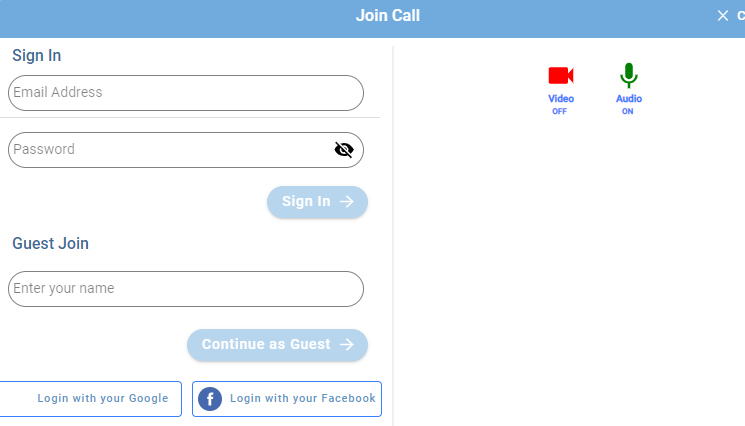 Join Call
Sign In
Email Address
Password
Sign In
Guest Join
Enter your name
Continue as Guest
Login with your Google
Login with your Facebook
Video
OFF
Audio
ON